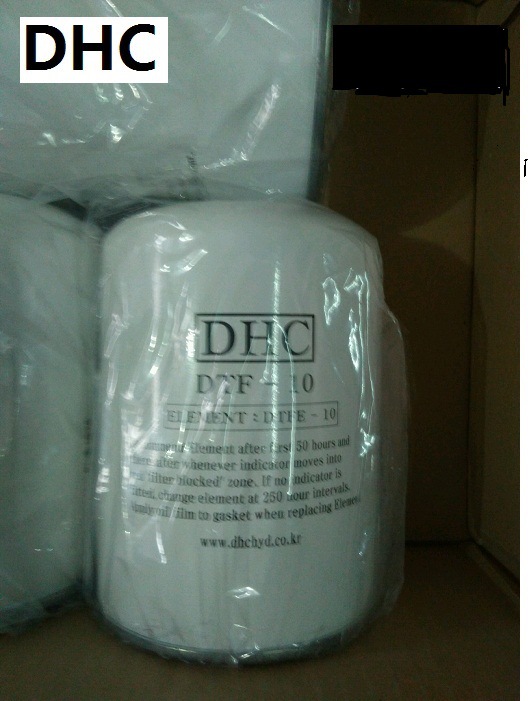 DHC
DHC
DTF - 10
ELEMENT : DTFE - 10
element after first 50 hours and
whenever indicator moves into
filter blocked' zone. If no indicator is
fitted, change element at 250 hour intervals.
film to gasket when replacing Element
www.dhchyd.co.kr